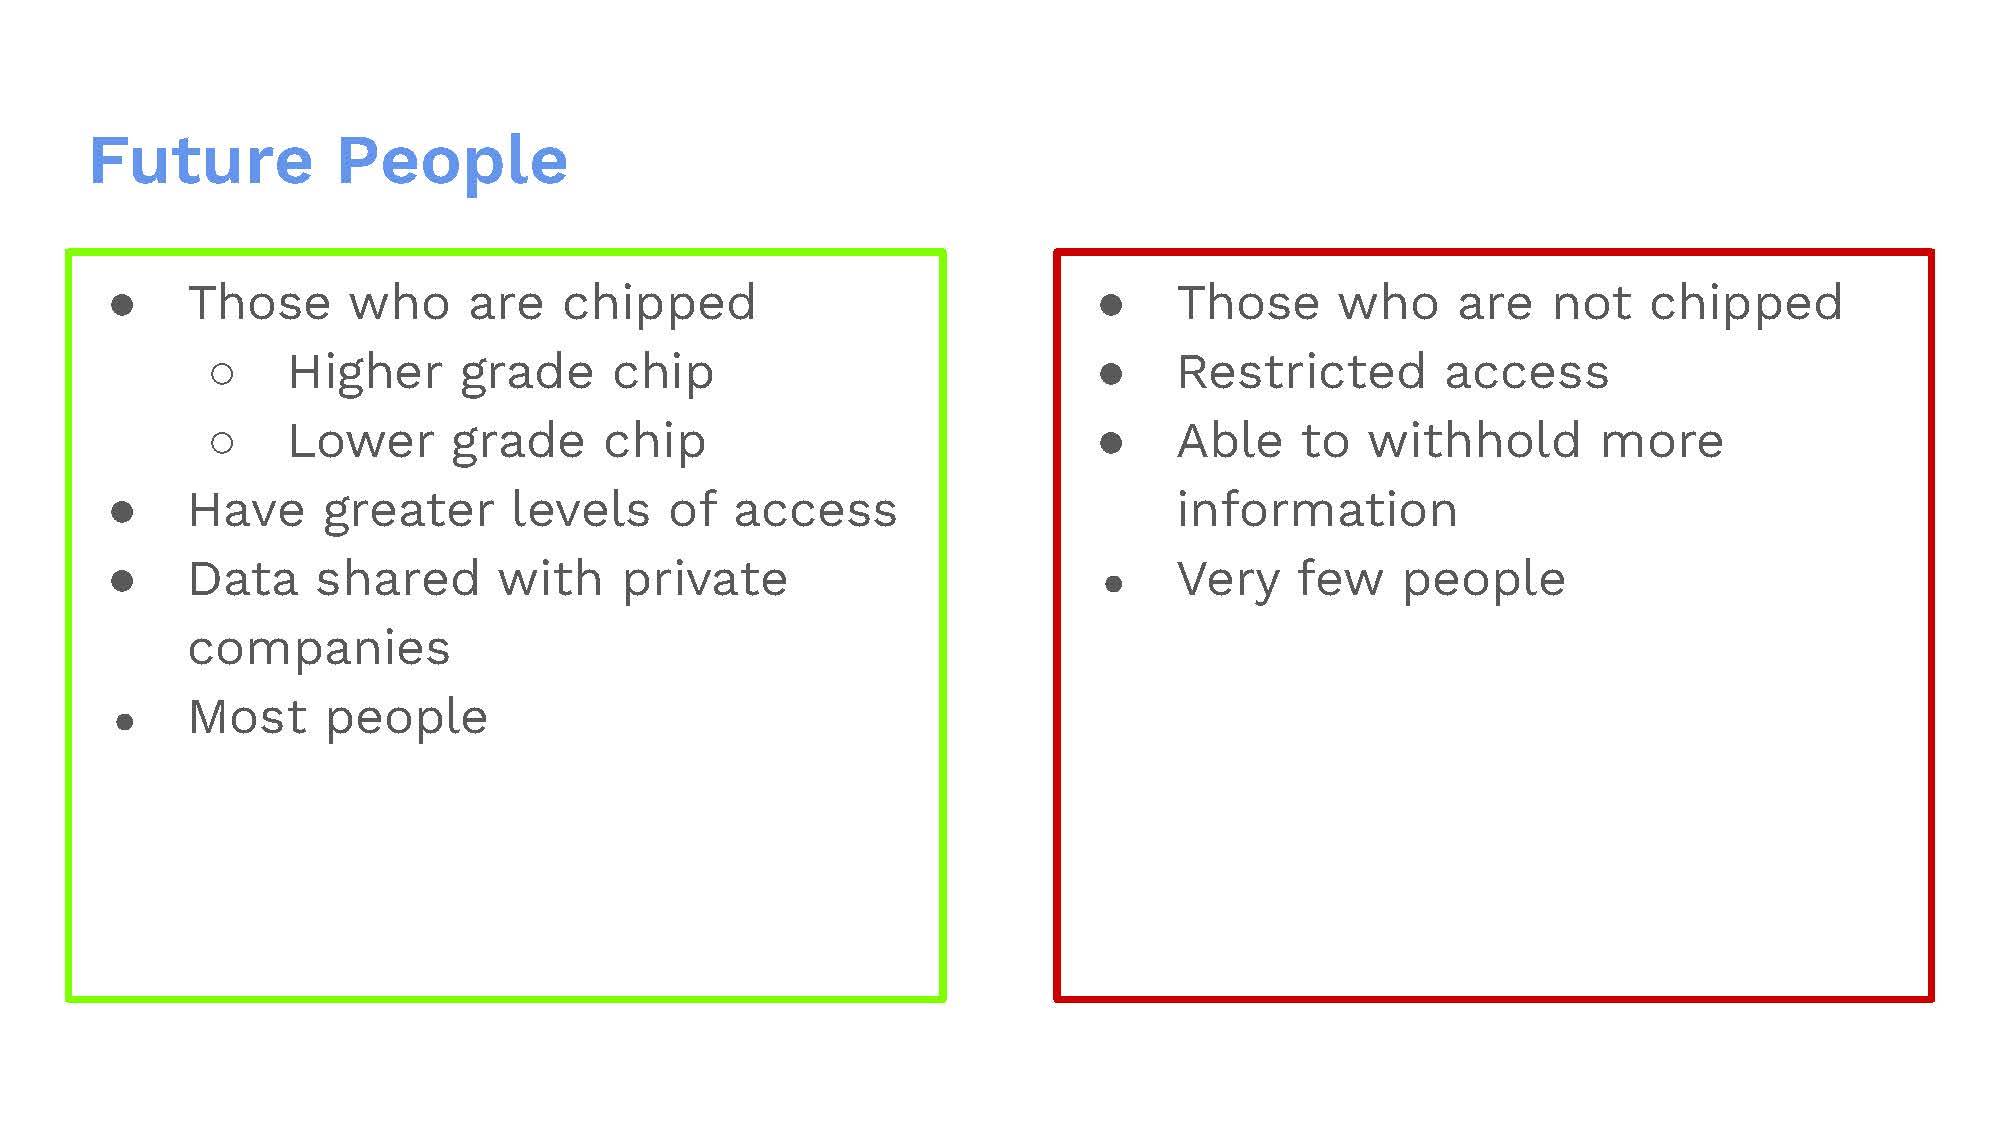 Future People
● Those who are chipped
○ Higher grade chip
○ Lower grade chip
● Have greater levels of access
● Data shared with private
companies
● Most people
● Those who are not chipped
● Restricted access
● Able to withhold more
information
● Very few people